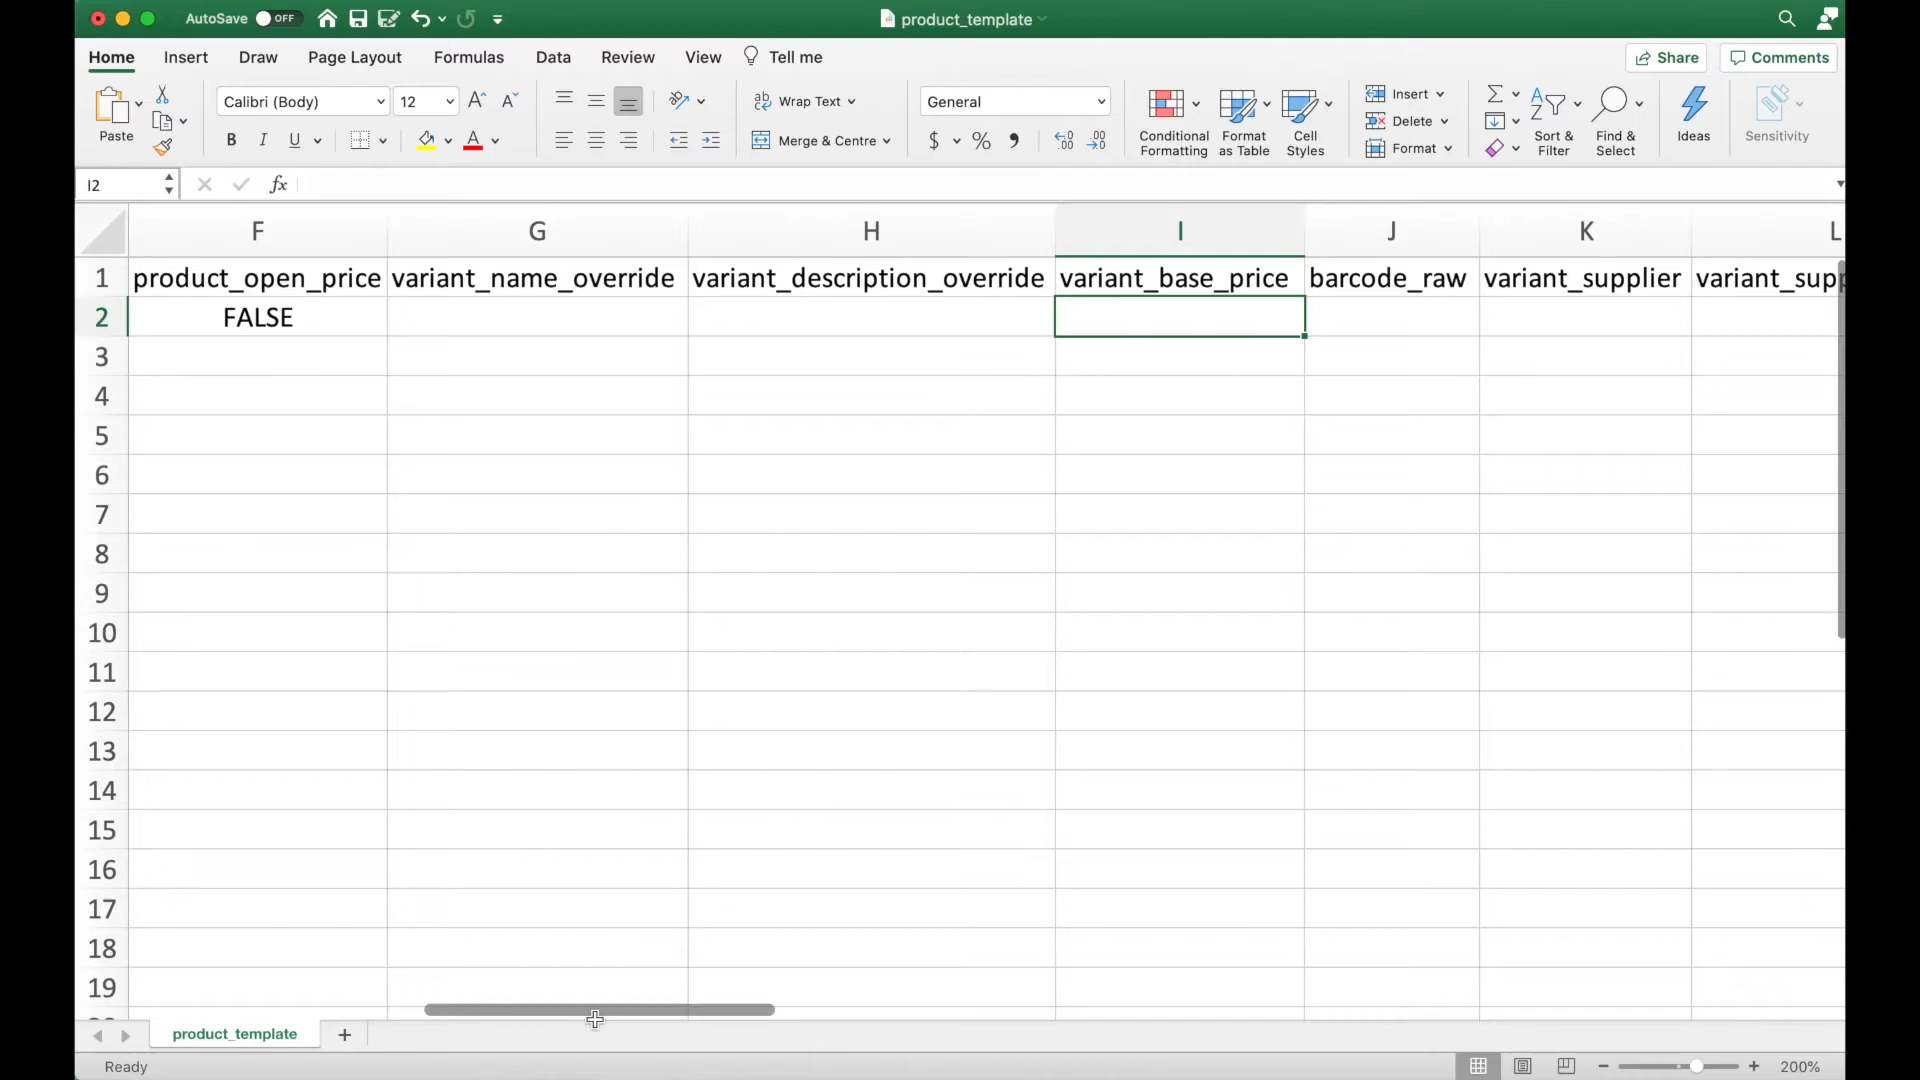 AutoSave OFF
product_template
Home Insert Draw Page Layout Formulas Data Review View Tell me Share Comments
Paste
Calibri (Body) 12
B I U A
ab Wrap Text
Merge & Centre
General
$ %
Conditional Formatting
Format as Table
Cell Styles
Insert
Delete
Format
Sort & Filter
Find & Select
Ideas
Sensitivity
I2 fx
F G H I J K L
1 product_open_price variant_name_override variant_description_override variant_base_price barcode_raw variant_supplier variant_supp
2 FALSE
3
4
5
6
7
8
9
10
11
12
13
14
15
16
17
18
19
product_template +
Ready 200%